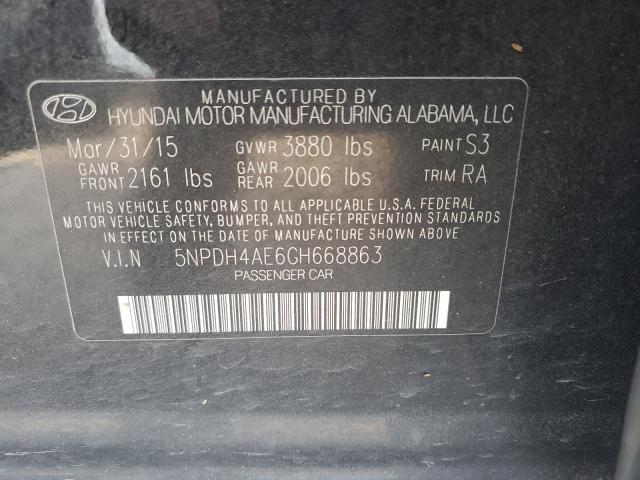 MANUFACTURED BY
HYUNDAI MOTOR MANUFACTURING ALABAMA, LLC
Mar/31/15 GVWR 3880 lbs PAINT S3
GAWR FRONT 2161 lbs GAWR REAR 2006 lbs TRIM RA
THIS VEHICLE CONFORMS TO ALL APPLICABLE U.S.A. FEDERAL
MOTOR VEHICLE SAFETY, BUMPER, AND THEFT PREVENTION STANDARDS
IN EFFECT ON THE DATE OF MANUFACTURE SHOWN ABOVE.
V.I.N 5NPDH4AE6GH668863
PASSENGER CAR